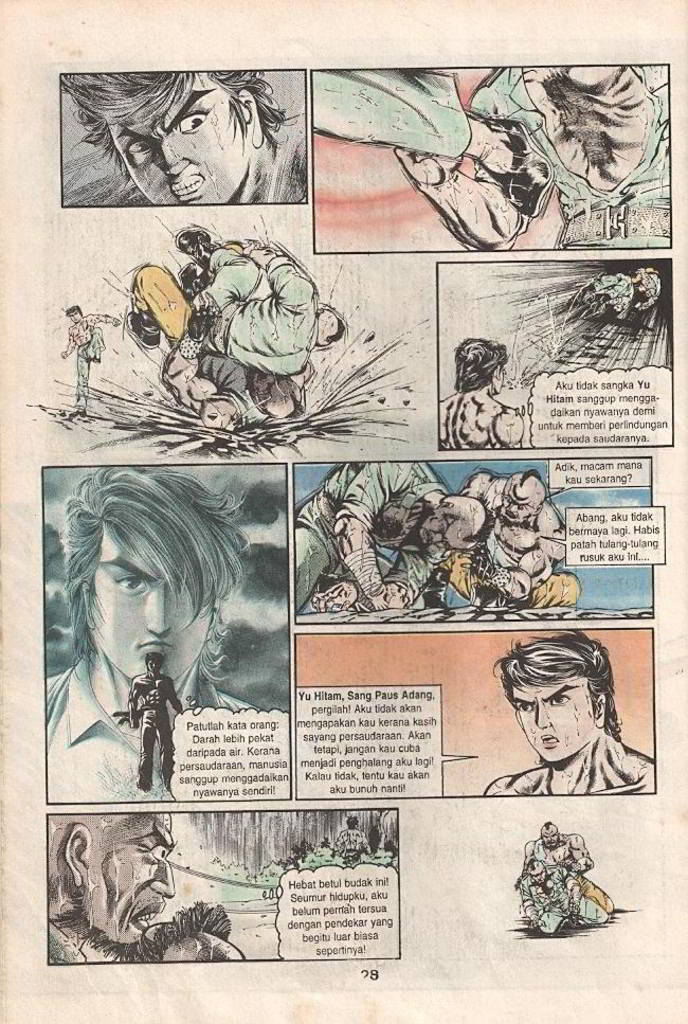 Aku tidak sangka Yu
Hitam sanggup mengga-
daikan nyawanya demi
untuk memberi perlindungan
kepada saudaranya.
Adik, macam mana
kau sekarang?
Abang, aku tidak
bermaya lagi. Habis
patah tulang-tulang
rusuk aku ini....
Patutlah kata orang:
Darah lebih pekat
daripada air. Kerana
persaudaraan, manusia
sanggup menggadaikan
nyawanya sendiri!
Yu Hitam, Sang Paus Adang,
pergilah! Aku tidak akan
mengapakan kau kerana kasih
sayang persaudaraan. Akan
tetapi, jangan kau cuba
menjadi penghalang aku lagi!
Kalau tidak, tentu kau akan
aku bunuh nanti!
Hebat betul budak ini!
Seumur hidupku, aku
belum pernah tersua
dengan pendekar yang
begitu luar biasa
sepertinya!
28